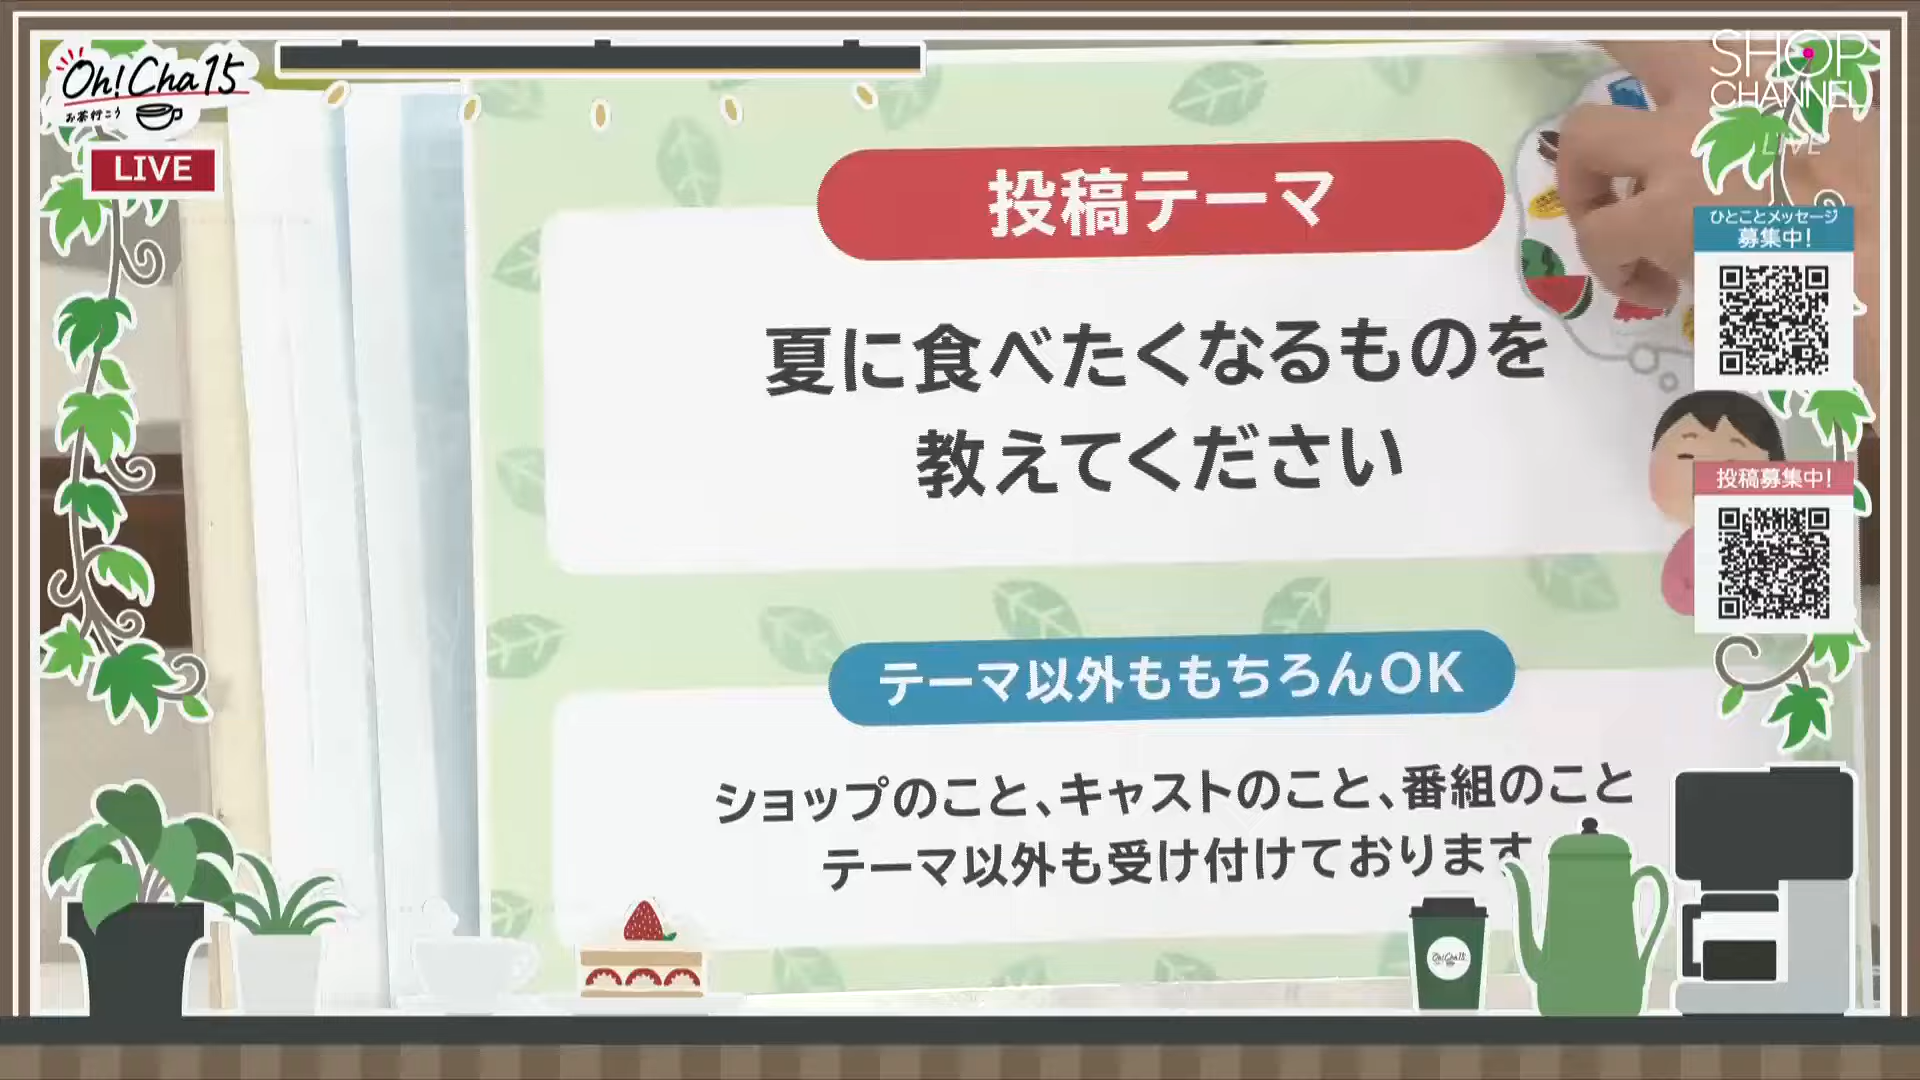 Oh!Cha15
お茶行こう
LIVE
SHOP
CHANNEL
LIVE
投稿テーマ
夏に食べたくなるものを
教えてください
ひとことメッセージ
募集中!
投稿募集中!
テーマ以外ももちろんOK
ショップのこと、キャストのこと、番組のこと
テーマ以外も受け付けております
Oh!Cha15